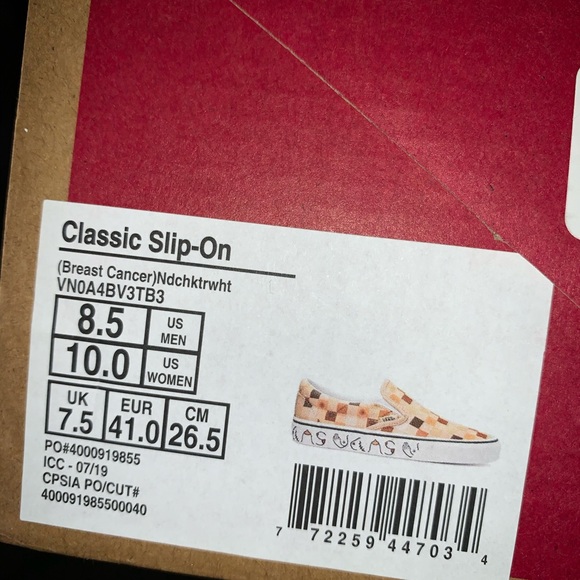 Classic Slip-On
(Breast Cancer)Ndchktrwht
VN0A4BV3TB3
8.5 US MEN
10.0 US WOMEN
UK EUR CM
7.5 41.0 26.5
PO#4000919855
ICC - 07/19
CPSIA PO/CUT#
400091985500040
7 72259 44703 4